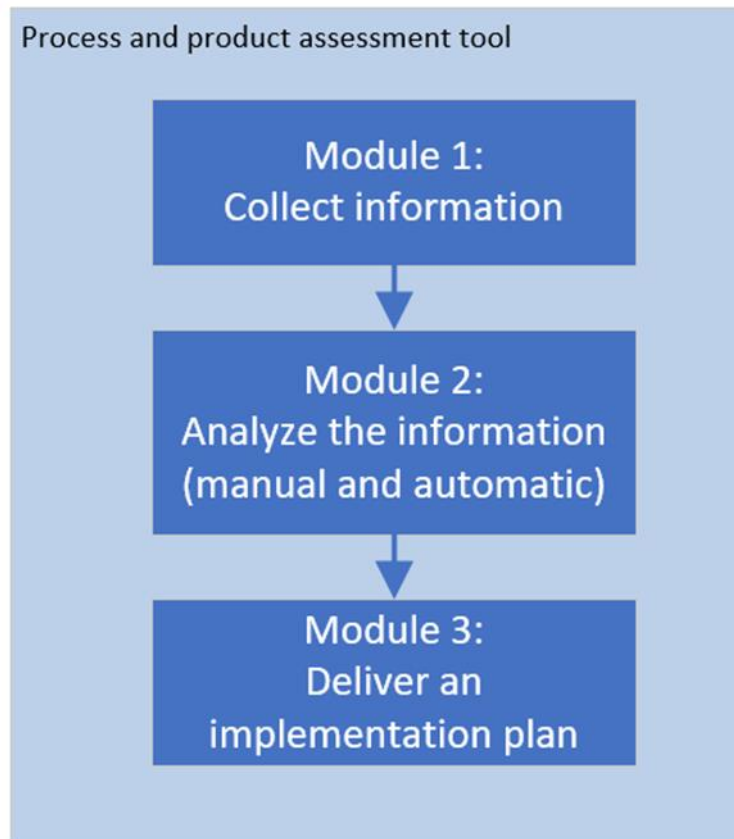 Process and product assessment tool
Module 1:
Collect information
Module 2:
Analyze the information
(manual and automatic)
Module 3:
Deliver an
implementation plan